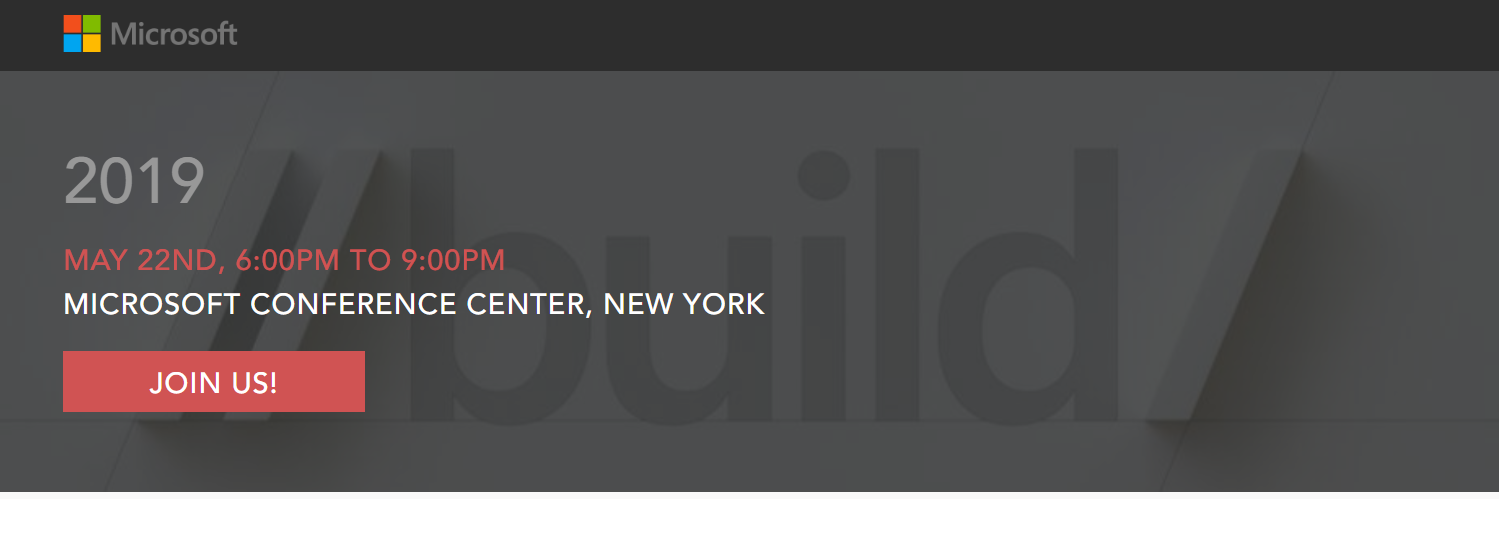 Microsoft
//build/
2019
MAY 22ND, 6:00PM TO 9:00PM
MICROSOFT CONFERENCE CENTER, NEW YORK
JOIN US!